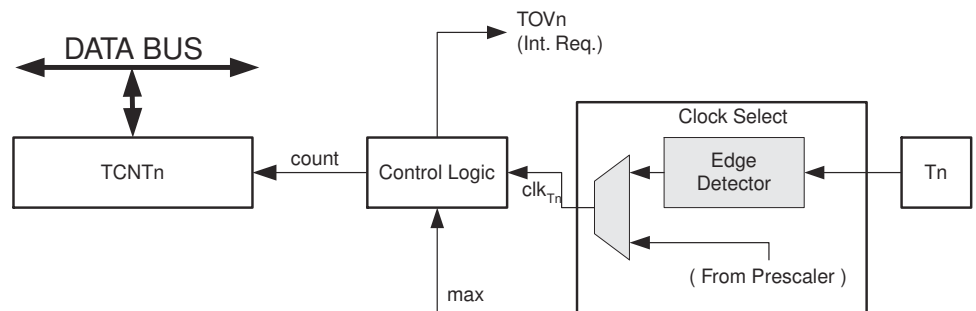 TOVn
(Int. Req.)
DATA BUS
Clock Select
TCNTn
count
Control Logic
clkTn
Edge
Detector
Tn
( From Prescaler )
max